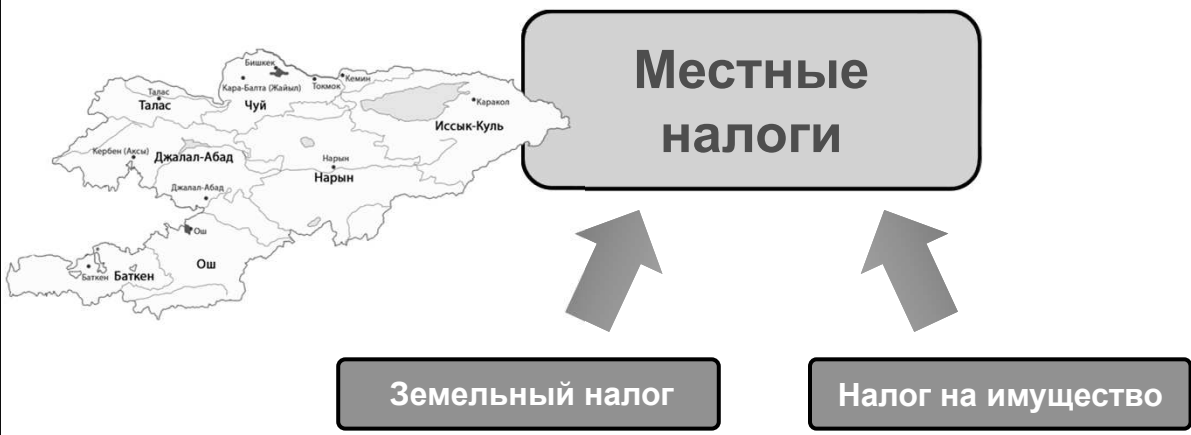 Местные
налоги
Бишкек
Кемин
Кара-Балта (Жайыл)
Токмок
Талас
Талас
Чуй
Каракол
Иссык-Куль
Кербен (Аксы)
Джалал-Абад
Нарын
Нарын
Джалал-Абад
Ош
Ош
Баткен
Баткен
Земельный налог
Налог на имущество